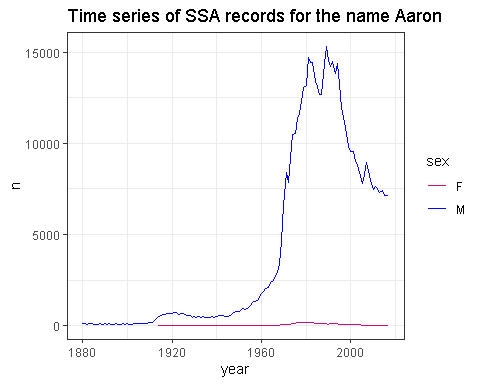 Time series of SSA records for the name Aaron
15000
10000
5000
0
n
1880
1920
1960
2000
year
sex
F
M